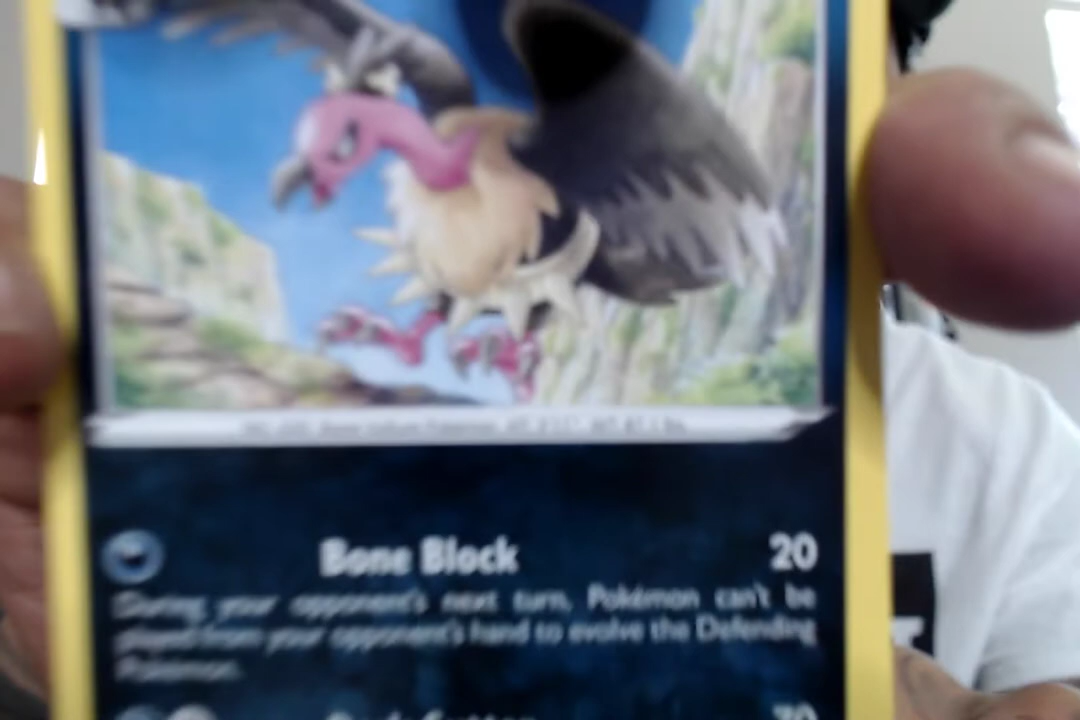 Bone Block 20
During your opponent's next turn, Pokémon can't be
played from your opponent's hand to evolve the Defending
Pokémon.
70